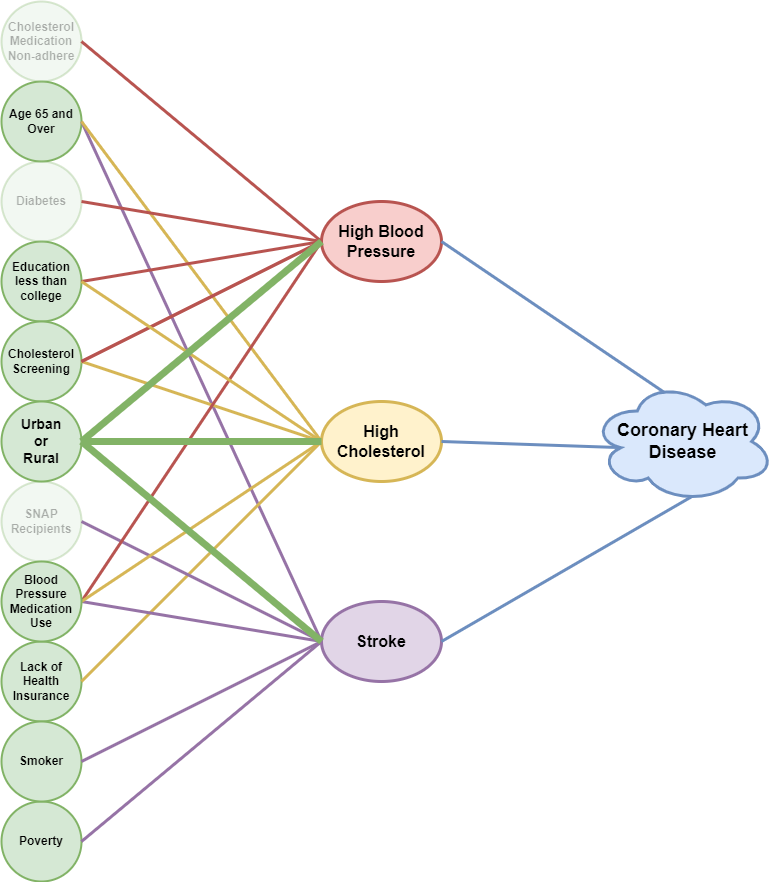 Cholesterol
Medication
Non-adhere
Age 65 and
Over
Diabetes
Education
less than
college
Cholesterol
Screening
Urban
or
Rural
SNAP
Recipients
Blood
Pressure
Medication
Use
Lack of
Health
Insurance
Smoker
Poverty
High Blood
Pressure
High
Cholesterol
Stroke
Coronary Heart
Disease